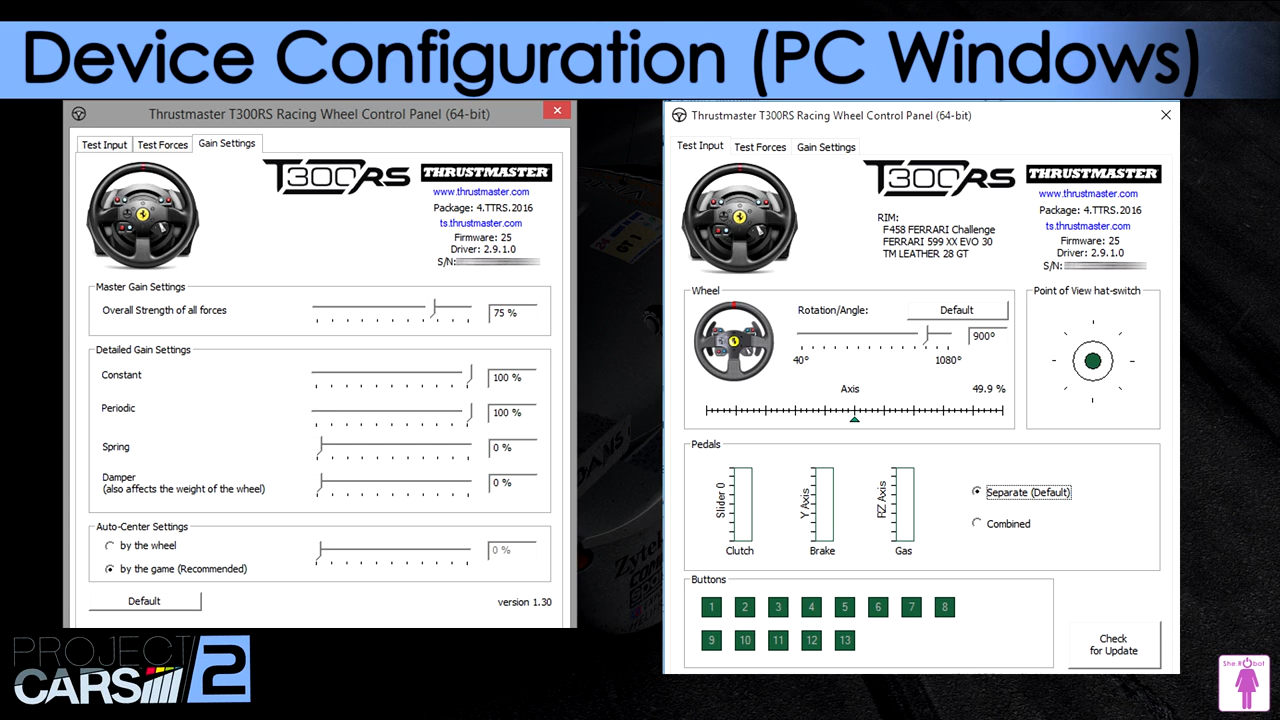 Device Configuration (PC Windows)
Thrustmaster T300RS Racing Wheel Control Panel (64-bit)
Test Input
Test Forces
Gain Settings
T300RS
THRUSTMASTER
www.thrustmaster.com
Package: 4.TTRS.2016
ts.thrustmaster.com
Firmware: 25
Driver: 2.9.1.0
S/N:
Master Gain Settings
Overall Strength of all forces
75 %
Detailed Gain Settings
Constant
100 %
Periodic
100 %
Spring
0 %
Damper
(also affects the weight of the wheel)
0 %
Auto-Center Settings
by the wheel
0 %
by the game (Recommended)
Default
version 1.30
Thrustmaster T300RS Racing Wheel Control Panel (64-bit)
Test Input
Test Forces
Gain Settings
T300RS
THRUSTMASTER
www.thrustmaster.com
Package: 4.TTRS.2016
ts.thrustmaster.com
Firmware: 25
Driver: 2.9.1.0
S/N:
RIM:
F458 FERRARI Challenge
FERRARI 599 XX EVO 30
TM LEATHER 28 GT
Wheel
Rotation/Angle:
Default
900°
40°
1080°
Axis
49.9 %
Point of View hat-switch
Pedals
Slider 0
Clutch
Y Axis
Brake
RZ Axis
Gas
Separate (Default)
Combined
Buttons
1 2 3 4 5 6 7 8
9 10 11 12 13
Check
for Update
PROJECT
CARS 2
She.R0bot
Zytek